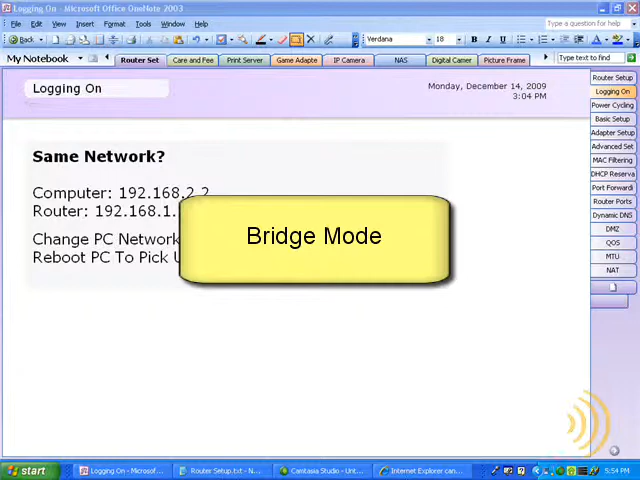 Logging On - Microsoft Office OneNote 2003
File Edit View Insert Format Tools Window Help
Type a question for help
Back
Verdana 18 B I U
My Notebook Router Set Care and Fee Print Server Game Adapte IP Camera NAS Digital Camer Picture Frame Type text to find
Logging On
Monday, December 14, 2009
3:04 PM
Same Network?
Computer: 192.168.2.2
Router: 192.168.1.
Change PC Network
Reboot PC To Pick U
Bridge Mode
Router Setup
Logging On
Power Cycling
Basic Setup
Adapter Setup
Advanced Set
MAC Filtering
DHCP Reserva
Port Forwardi
Router Ports
Dynamic DNS
DMZ
QOS
MTU
NAT
start
Logging On - Microsof...
Router Setup.txt - N...
Camtasia Studio - Unt...
Internet Explorer can...
5:54 PM